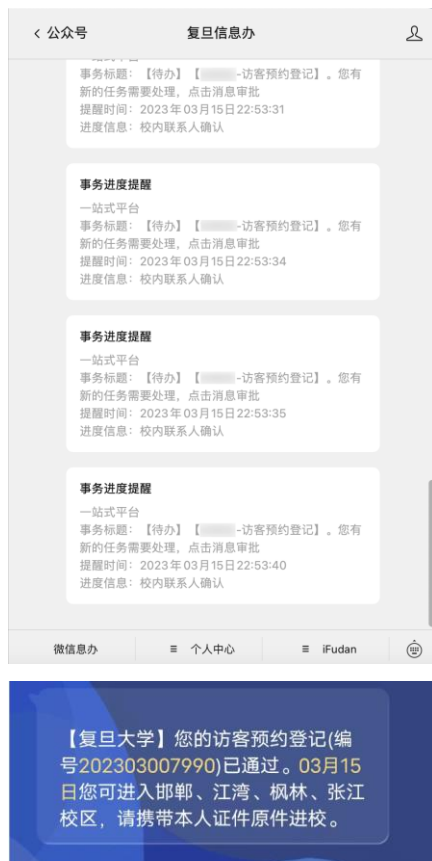 < 公众号 复旦信息办
事务标题：【待办】【 -访客预约登记】。您有
新的任务需要处理，点击消息审批
提醒时间：2023年03月15日22:53:31
进度信息：校内联系人确认
事务进度提醒
一站式平台
事务标题：【待办】【 -访客预约登记】。您有
新的任务需要处理，点击消息审批
提醒时间：2023年03月15日22:53:34
进度信息：校内联系人确认
事务进度提醒
一站式平台
事务标题：【待办】【 -访客预约登记】。您有
新的任务需要处理，点击消息审批
提醒时间：2023年03月15日22:53:35
进度信息：校内联系人确认
事务进度提醒
一站式平台
事务标题：【待办】【 -访客预约登记】。您有
新的任务需要处理，点击消息审批
提醒时间：2023年03月15日22:53:40
进度信息：校内联系人确认
微信息办 ≡ 个人中心 ≡ iFudan
【复旦大学】您的访客预约登记(编
号202303007990)已通过。03月15
日您可进入邯郸、江湾、枫林、张江
校区，请携带本人证件原件进校。